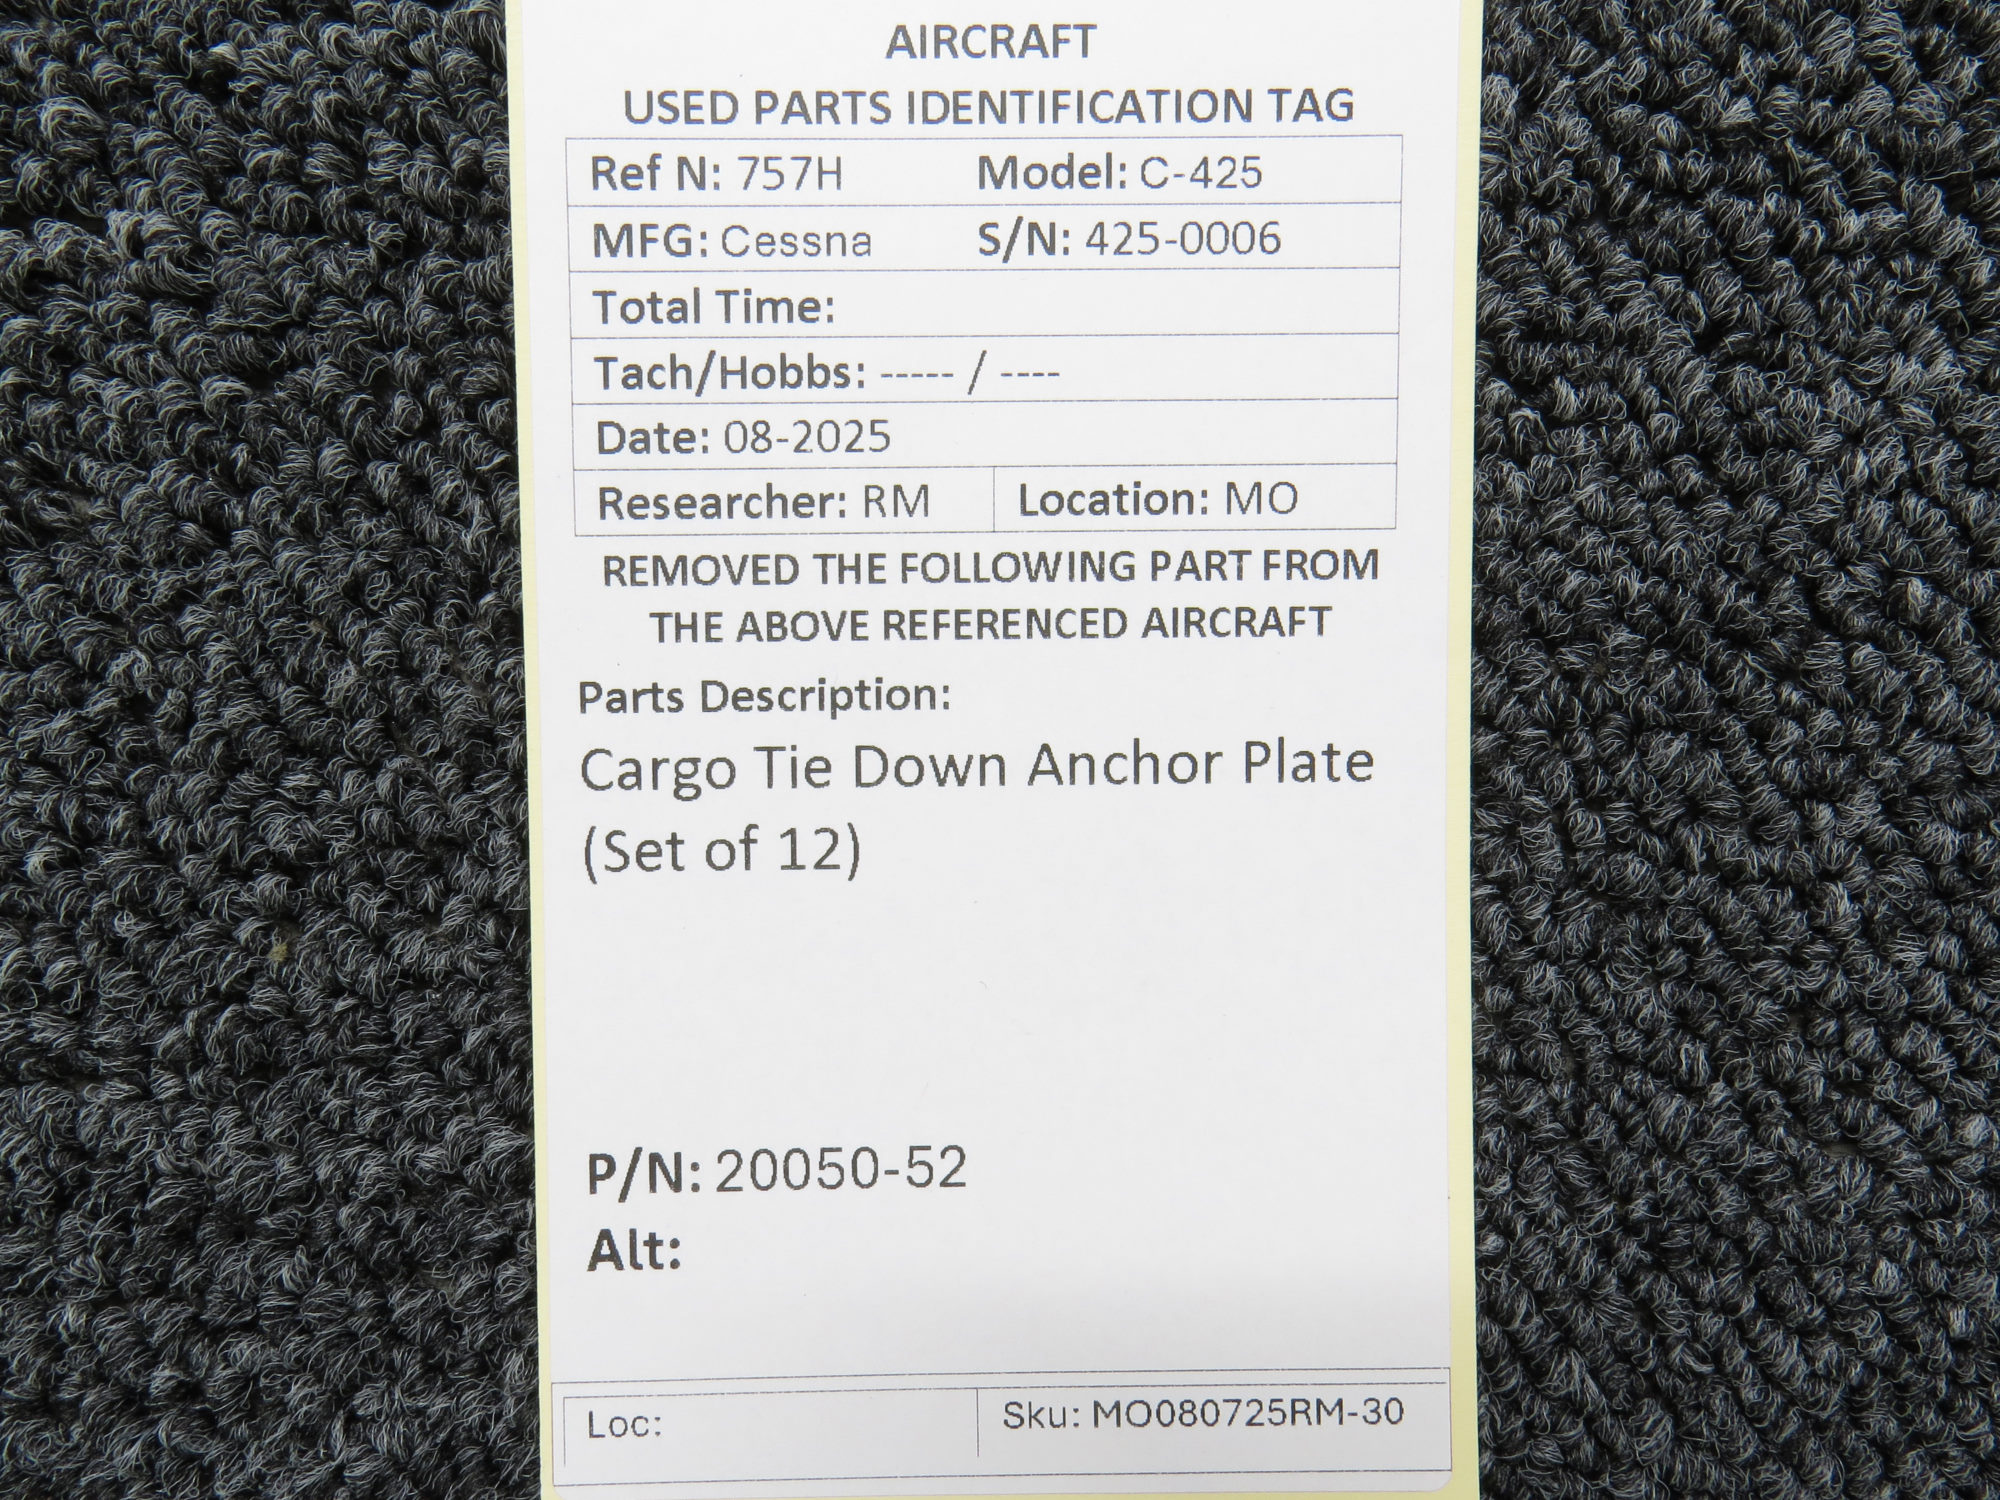 AIRCRAFT
USED PARTS IDENTIFICATION TAG
Ref N: 757H Model: C-425
MFG: Cessna S/N: 425-0006
Total Time:
Tach/Hobbs: ----- / ----
Date: 08-2025
Researcher: RM Location: MO
REMOVED THE FOLLOWING PART FROM
THE ABOVE REFERENCED AIRCRAFT
Parts Description:
Cargo Tie Down Anchor Plate
(Set of 12)
P/N: 20050-52
Alt:
Loc: Sku: MO080725RM-30